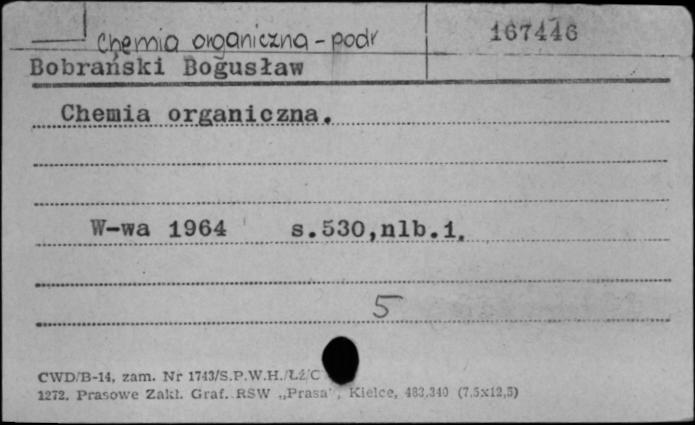 chemia organiczna - podr
167446
Bobrański Bogusław
Chemia organiczna.
W-wa 1964 s.530,nlb.1.
5
CWD/B-14, zam. Nr 1743/S.P.W.H./ŁŹ/C
1272. Prasowe Zakł. Graf. RSW „Prasa", Kielce, 483.340 (7,5x12,5)